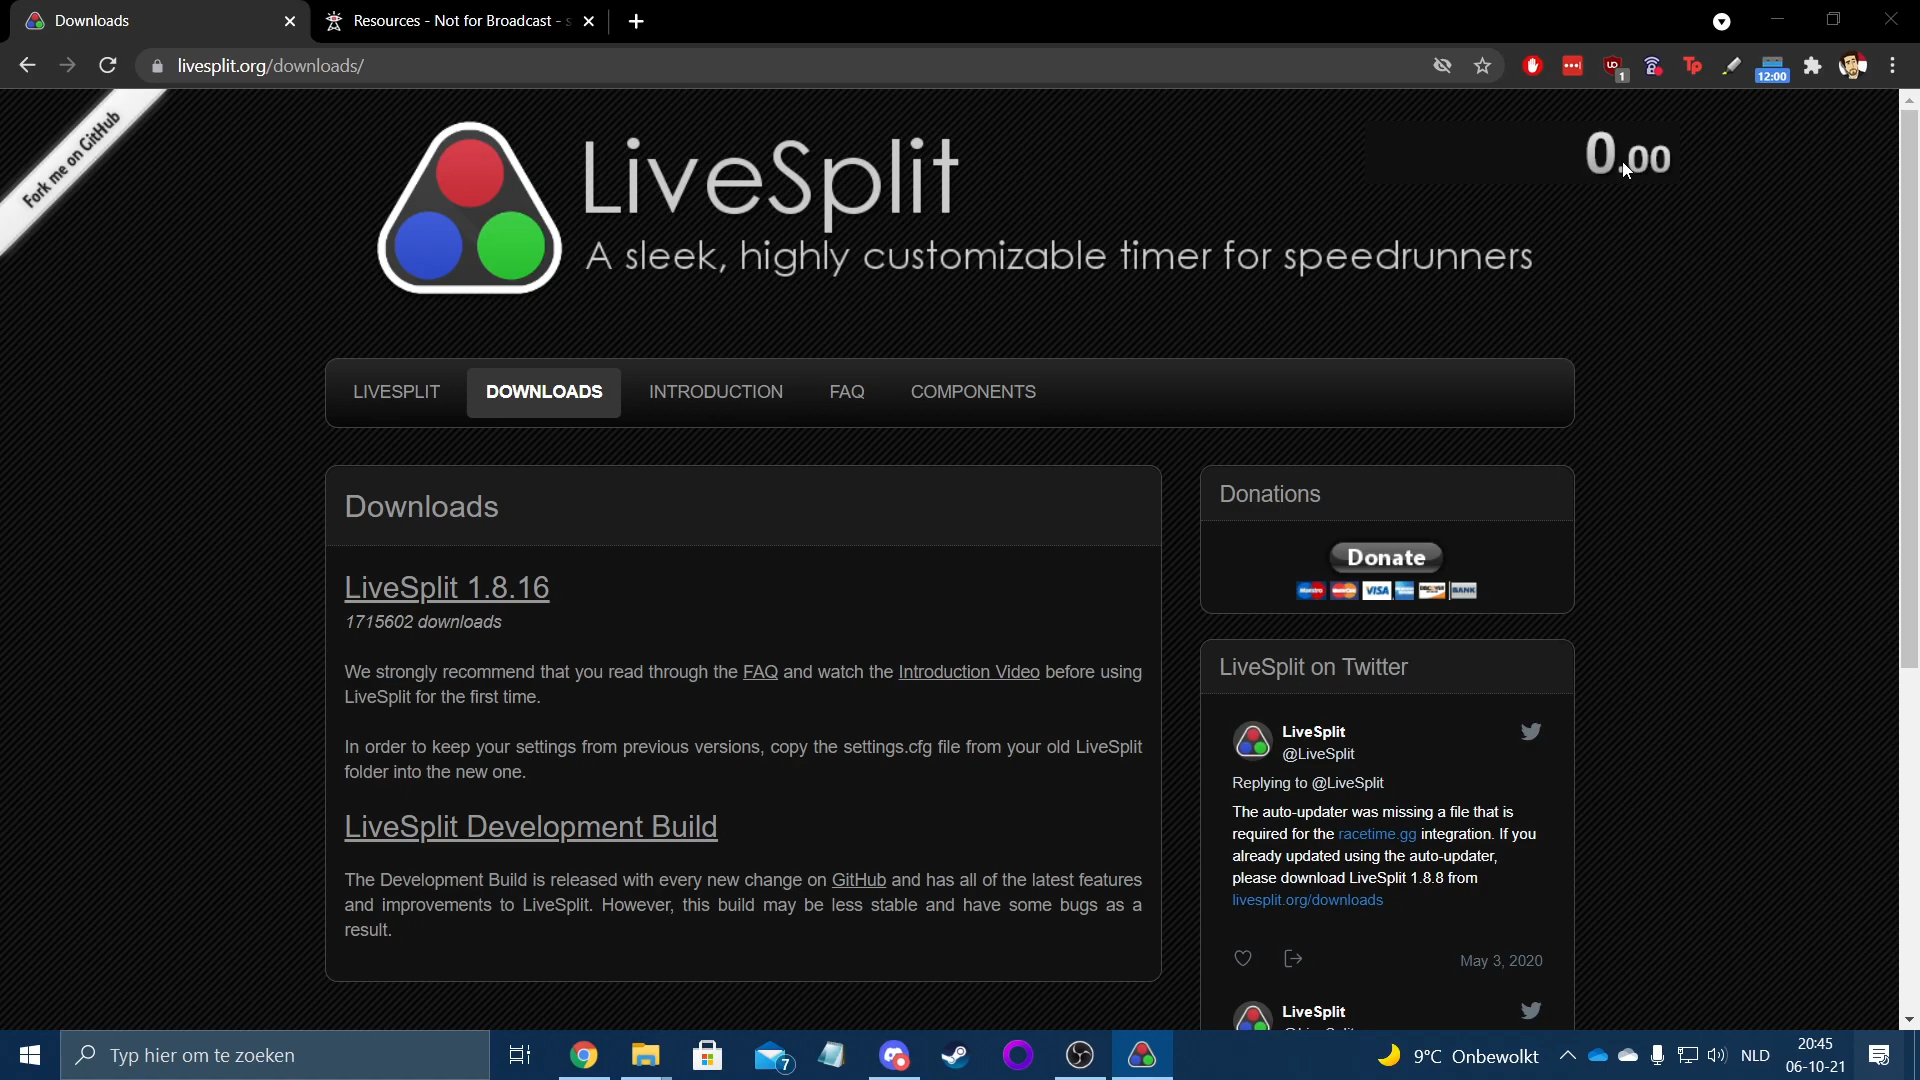 Downloads
Resources - Not for Broadcast -
livesplit.org/downloads/
12:00
1
Fork me on GitHub
LiveSplit
0.00
A sleek, highly customizable timer for speedrunners
LIVESPLIT
DOWNLOADS
INTRODUCTION
FAQ
COMPONENTS
Downloads
LiveSplit 1.8.16
1715602 downloads
We strongly recommend that you read through the FAQ and watch the Introduction Video before using
LiveSplit for the first time.
In order to keep your settings from previous versions, copy the settings.cfg file from your old LiveSplit
folder into the new one.
LiveSplit Development Build
The Development Build is released with every new change on GitHub and has all of the latest features
and improvements to LiveSplit. However, this build may be less stable and have some bugs as a
result.
Donations
Donate
VISA
BANK
LiveSplit on Twitter
LiveSplit
@LiveSplit
Replying to @LiveSplit
The auto-updater was missing a file that is
required for the racetime.gg integration. If you
already updated using the auto-updater,
please download LiveSplit 1.8.8 from
livesplit.org/downloads
May 3, 2020
LiveSplit
Typ hier om te zoeken
7
9°C Onbewolkt
NLD
20:45
06-10-21